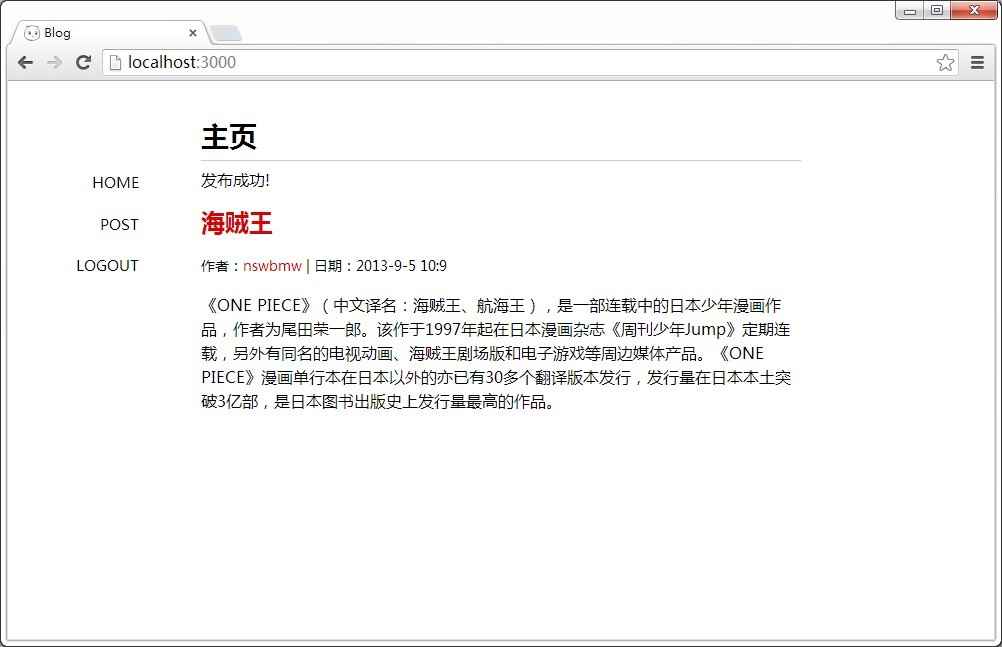 Blog
localhost:3000
主页
HOME
发布成功!
POST
海贼王
LOGOUT
作者：nswbmw | 日期：2013-9-5 10:9
《ONE PIECE》（中文译名：海贼王、航海王），是一部连载中的日本少年漫画作
品，作者为尾田荣一郎。该作于1997年起在日本漫画杂志《周刊少年Jump》定期连
载，另外有同名的电视动画、海贼王剧场版和电子游戏等周边媒体产品。《ONE
PIECE》漫画单行本在日本以外的亦已有30多个翻译版本发行，发行量在日本本土突
破3亿部，是日本图书出版史上发行量最高的作品。